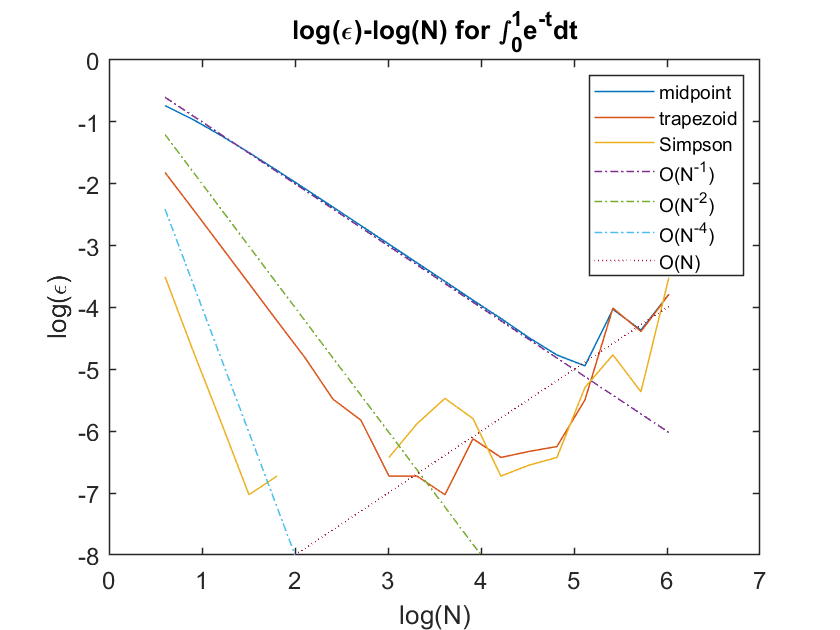 log(ϵ)-log(N) for ∫₀¹e⁻ᵗdt
midpoint
trapezoid
Simpson
O(N⁻¹)
O(N⁻²)
O(N⁻⁴)
O(N)
0
-1
-2
-3
-4
-5
-6
-7
-8
log(ϵ)
0 1 2 3 4 5 6 7
log(N)